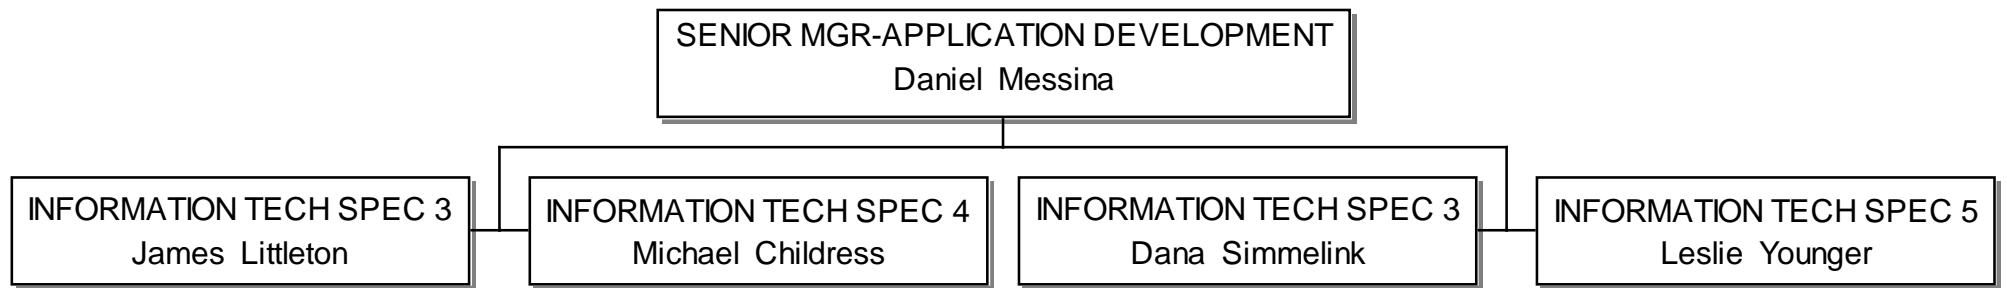 SENIOR MGR-APPLICATION DEVELOPMENT
Daniel Messina
INFORMATION TECH SPEC 3
James Littleton
INFORMATION TECH SPEC 4
Michael Childress
INFORMATION TECH SPEC 3
Dana Simmelink
INFORMATION TECH SPEC 5
Leslie Younger